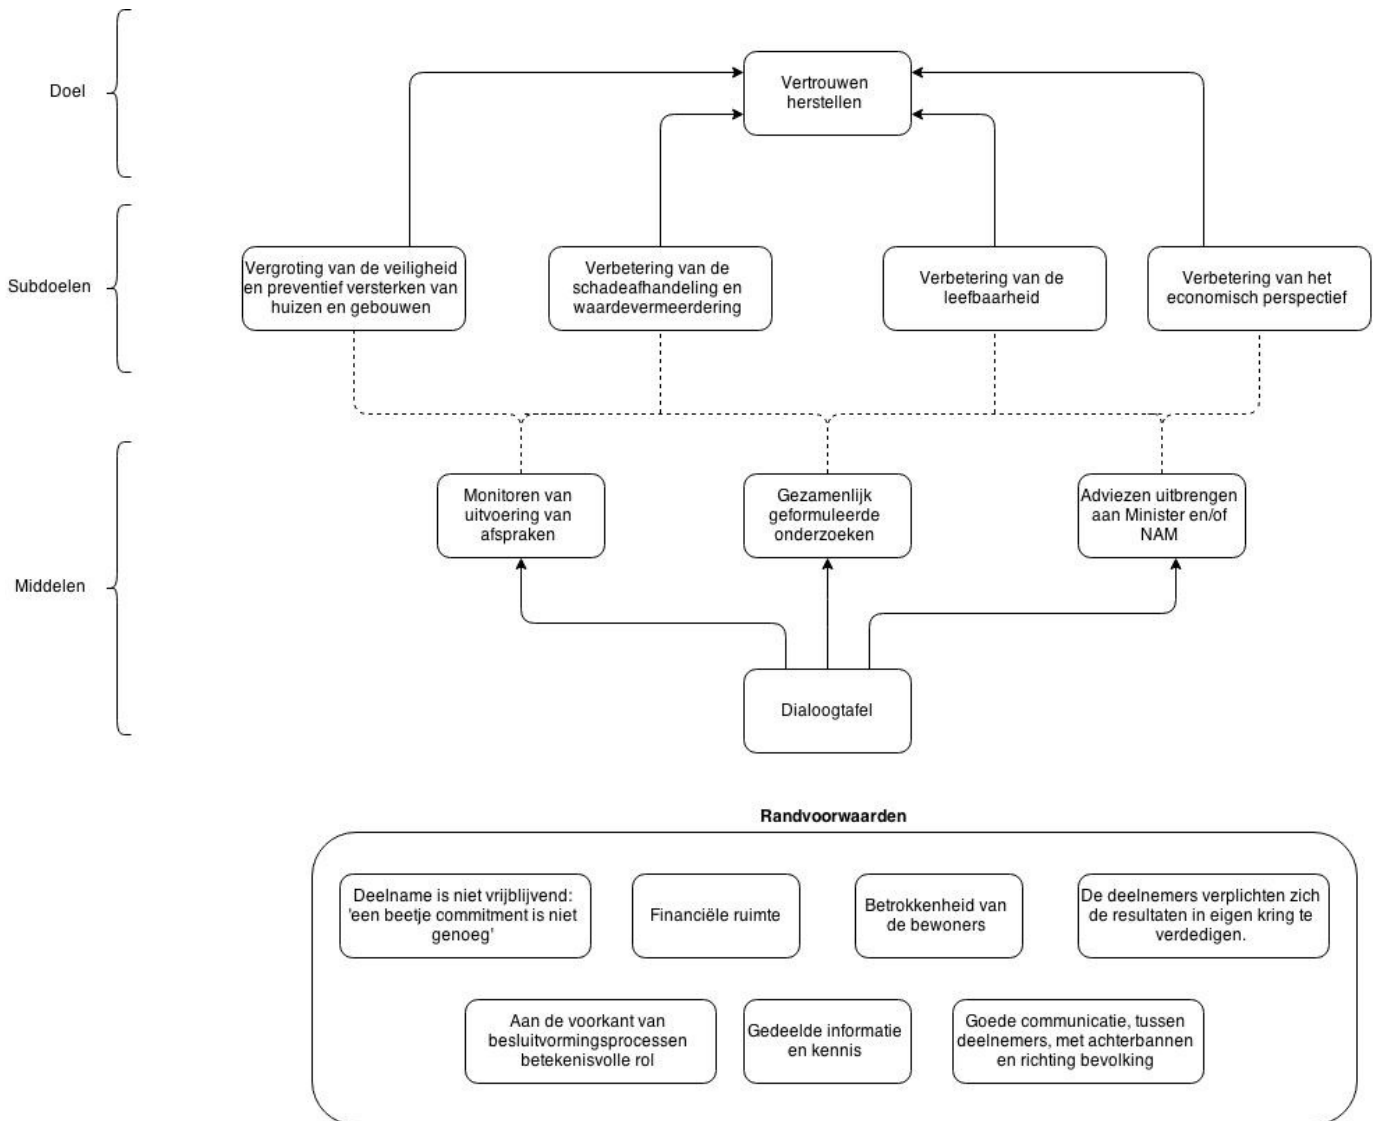 Doel
Vertrouwen
herstellen
Subdoelen
Vergroting van de veiligheid
en preventief versterken van
huizen en gebouwen
Verbetering van de
schadeafhandeling en
waardevermeerdering
Verbetering van de
leefbaarheid
Verbetering van het
economisch perspectief
Middelen
Monitoren van
uitvoering van
afspraken
Gezamenlijk
geformuleerde
onderzoeken
Adviezen uitbrengen
aan Minister en/of
NAM
Dialoogtafel
Randvoorwaarden
Deelname is niet vrijblijvend:
'een beetje commitment is niet
genoeg'
Financiële ruimte
Betrokkenheid van
de bewoners
De deelnemers verplichten zich
de resultaten in eigen kring te
verdedigen.
Aan de voorkant van
besluitvormingsprocessen
betekenisvolle rol
Gedeelde informatie
en kennis
Goede communicatie, tussen
deelnemers, met achterbannen
en richting bevolking